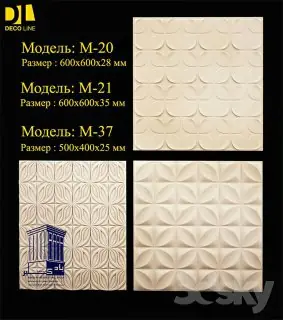 DECO LINE
Модель: М-20
Размер : 600х600х28 мм
Модель: М-21
Размер : 600х600х35 мм
Модель: М-37
Размер : 500х400х25 мм
3dsky